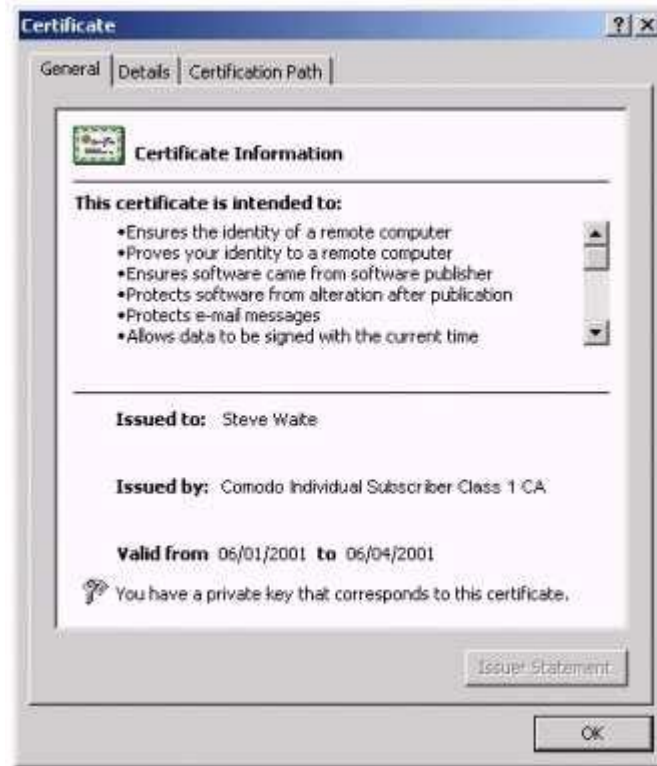 Certificate
General Details Certification Path
Certificate Information
This certificate is intended to:
•Ensures the identity of a remote computer
•Proves your identity to a remote computer
•Ensures software came from software publisher
•Protects software from alteration after publication
•Protects e-mail messages
•Allows data to be signed with the current time
Issued to: Steve Waite
Issued by: Comodo Individual Subscriber Class 1 CA
Valid from 06/01/2001 to 06/04/2001
You have a private key that corresponds to this certificate.
Issuer Statement
OK